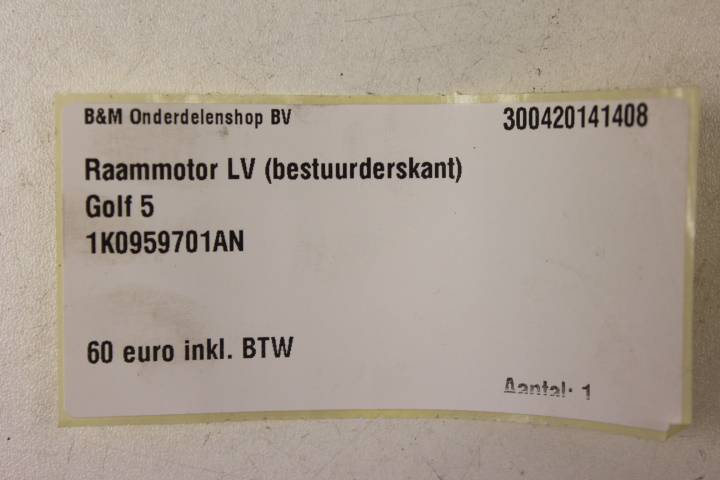 B&M Onderdelenshop BV
300420141408
Raammotor LV (bestuurderskant)
Golf 5
1K0959701AN
60 euro inkl. BTW
Aantal: 1